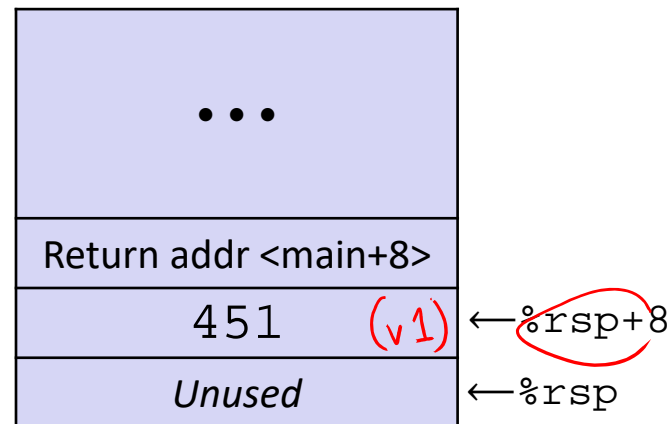 •••
Return addr <main+8>
451 (v1) ←%rsp+8
Unused ←%rsp